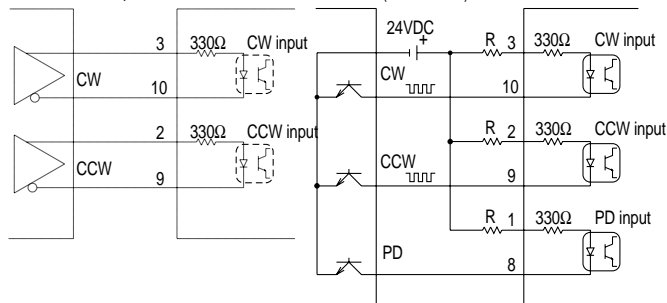 3 330Ω CW input
CW
10
2 330Ω CCW input
CCW
9
24VDC
+
R 3 330Ω CW input
CW
10
R 2 330Ω CCW input
CCW
9
R 1 330Ω PD input
PD
8